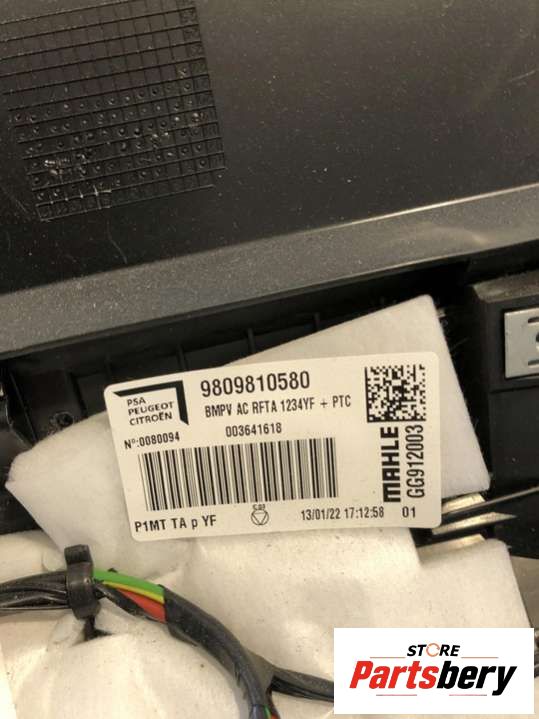 PSA
PEUGEOT
CITROËN
9809810580
BMPV AC RFTA 1234YF + PTC
Nº:0080094
003641618
MAHLE
GG912003
P1MT TA p YF
13/01/22 17:12:58
01
STORE
Partsbery